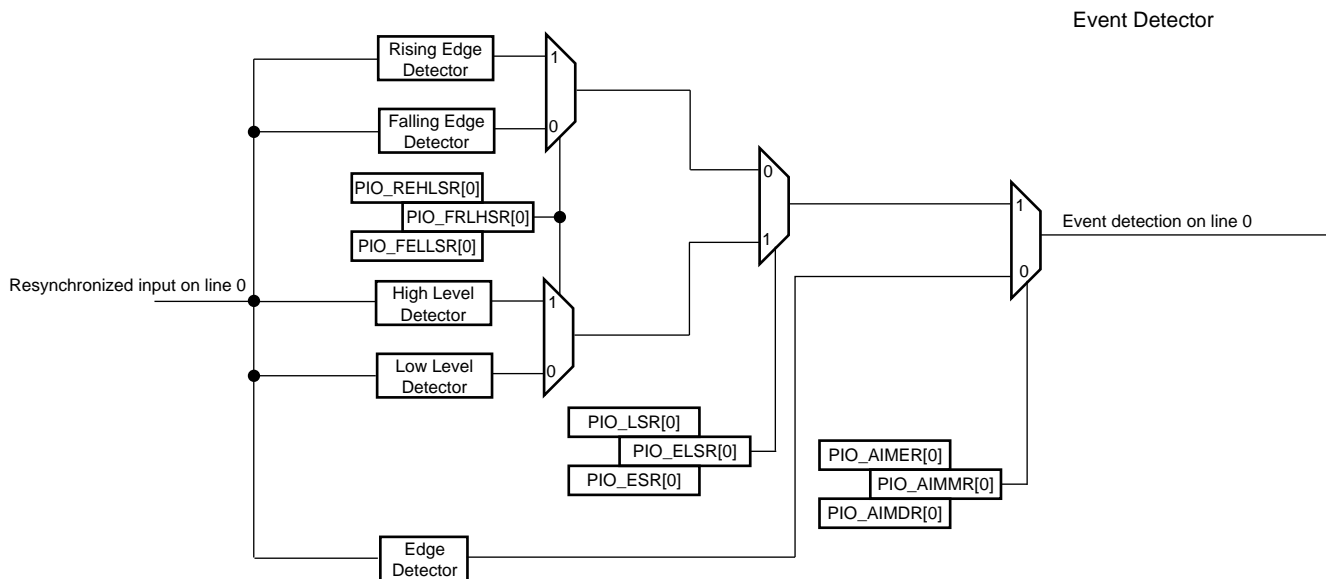 Event Detector
Rising Edge
Detector
1
Falling Edge
Detector
0
PIO_REHLSR[0]
PIO_FRLHSR[0]
PIO_FELLSR[0]
0
1
1
Event detection on line 0
0
Resynchronized input on line 0
High Level
Detector
1
Low Level
Detector
0
PIO_LSR[0]
PIO_ELSR[0]
PIO_ESR[0]
PIO_AIMER[0]
PIO_AIMMR[0]
PIO_AIMDR[0]
Edge
Detector